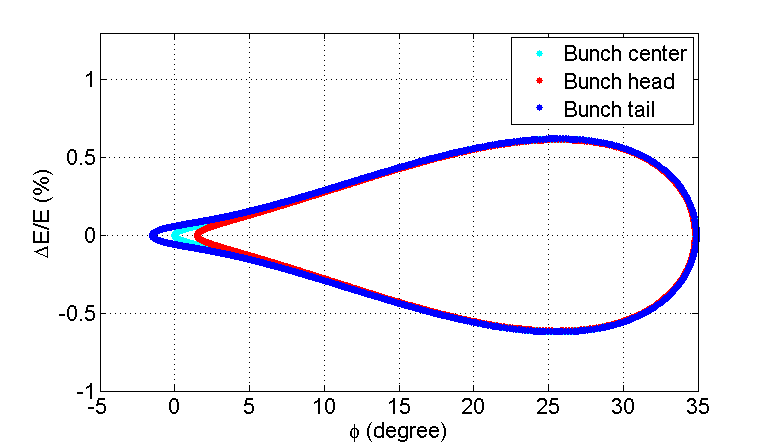 Bunch center
Bunch head
Bunch tail
1
0.5
0
-0.5
-1
ΔE/E (%)
-5 0 5 10 15 20 25 30 35
ϕ (degree)